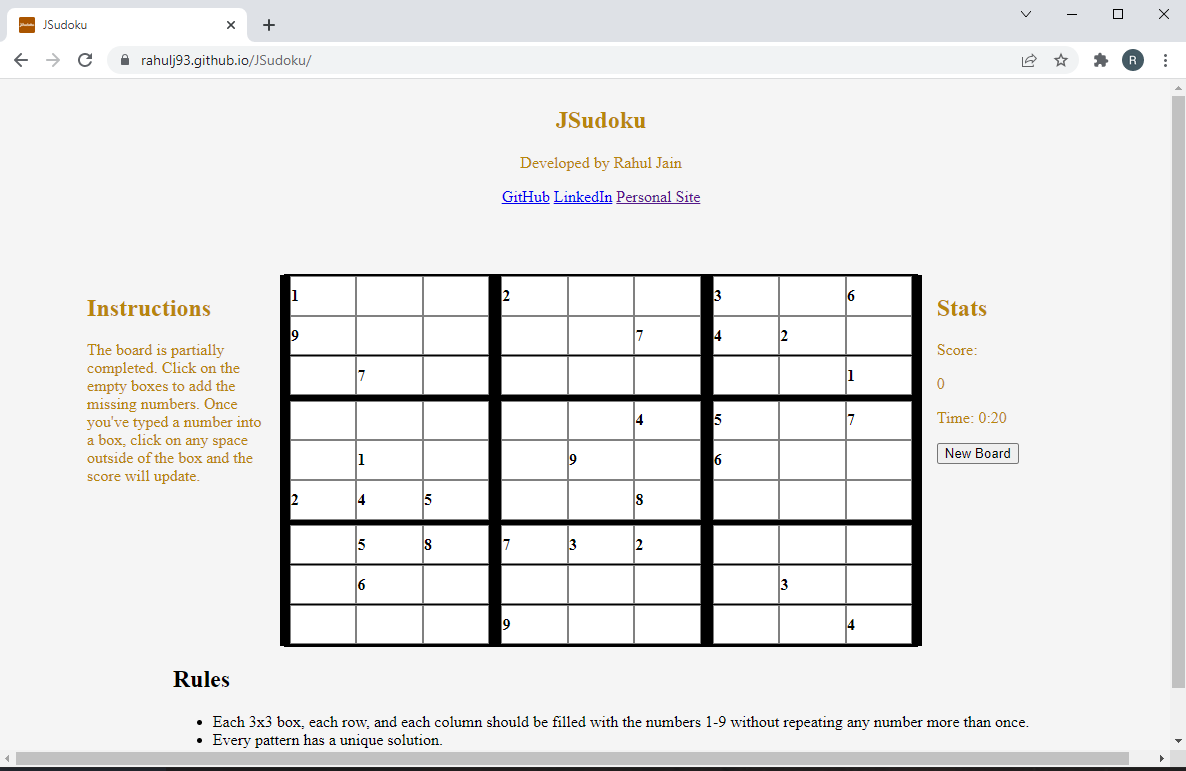 JSudoku
rahulj93.github.io/JSudoku/
R
JSudoku
Developed by Rahul Jain
GitHub LinkedIn Personal Site
Instructions
The board is partially
completed. Click on the
empty boxes to add the
missing numbers. Once
you've typed a number into
a box, click on any space
outside of the box and the
score will update.
1 2 3 6
9 7 4 2
7 1
4 5 7
1 9 6
2 4 5 8
5 8 7 3 2
6 3
9 4
Stats
Score:
0
Time: 0:20
New Board
Rules
Each 3x3 box, each row, and each column should be filled with the numbers 1-9 without repeating any number more than once.
Every pattern has a unique solution.